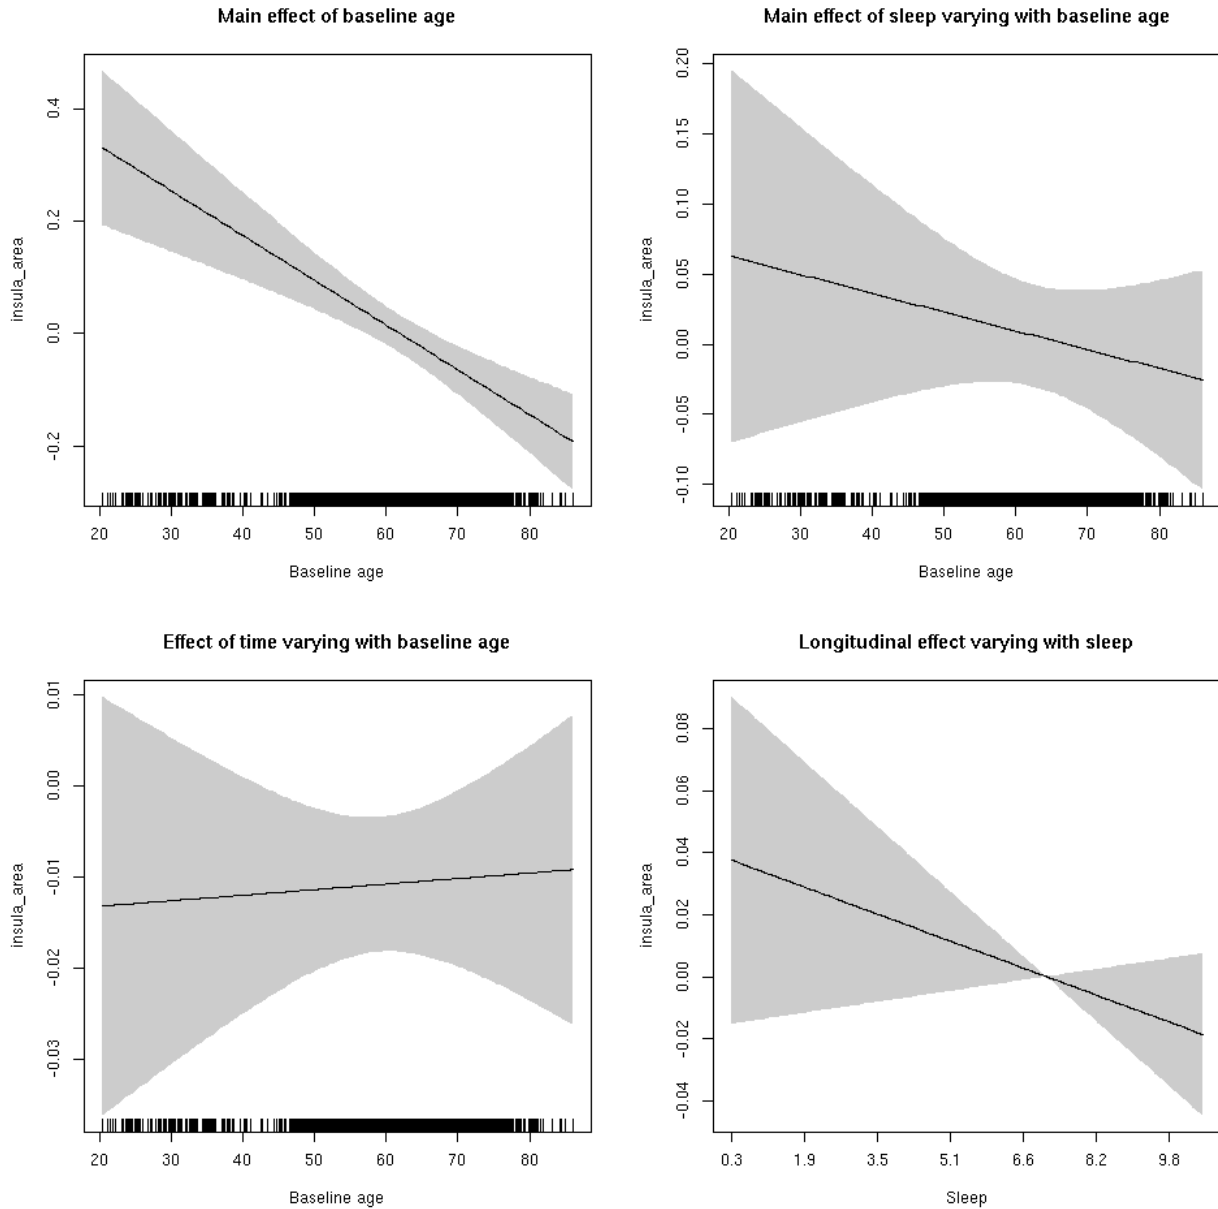 Main effect of baseline age
insula_area
0.4
0.2
0.0
-0.2
20 30 40 50 60 70 80
Baseline age
Main effect of sleep varying with baseline age
insula_area
0.20
0.15
0.10
0.05
0.00
-0.05
-0.10
20 30 40 50 60 70 80
Baseline age
Effect of time varying with baseline age
insula_area
0.01
0.00
-0.01
-0.02
-0.03
20 30 40 50 60 70 80
Baseline age
Longitudinal effect varying with sleep
insula_area
0.08
0.06
0.04
0.02
0.00
-0.02
-0.04
0.3 1.9 3.5 5.1 6.6 8.2 9.8
Sleep